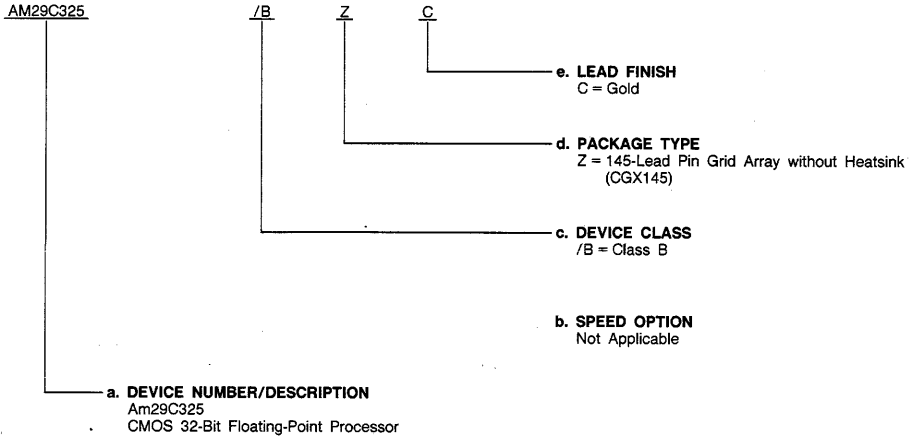 AM29C325 /B Z C
e. LEAD FINISH
C = Gold
d. PACKAGE TYPE
Z = 145-Lead Pin Grid Array without Heatsink
(CGX145)
c. DEVICE CLASS
/B = Class B
b. SPEED OPTION
Not Applicable
a. DEVICE NUMBER/DESCRIPTION
Am29C325
CMOS 32-Bit Floating-Point Processor